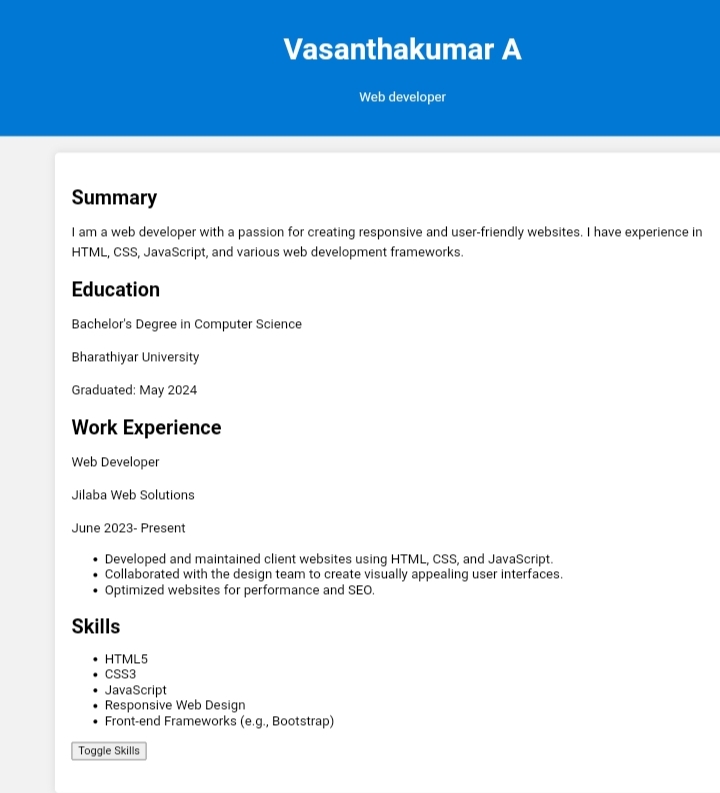 Vasanthakumar A
Web developer
Summary
I am a web developer with a passion for creating responsive and user-friendly websites. I have experience in
HTML, CSS, JavaScript, and various web development frameworks.
Education
Bachelor's Degree in Computer Science
Bharathiyar University
Graduated: May 2024
Work Experience
Web Developer
Jilaba Web Solutions
June 2023- Present
• Developed and maintained client websites using HTML, CSS, and JavaScript.
• Collaborated with the design team to create visually appealing user interfaces.
• Optimized websites for performance and SEO.
Skills
• HTML5
• CSS3
• JavaScript
• Responsive Web Design
• Front-end Frameworks (e.g., Bootstrap)
Toggle Skills